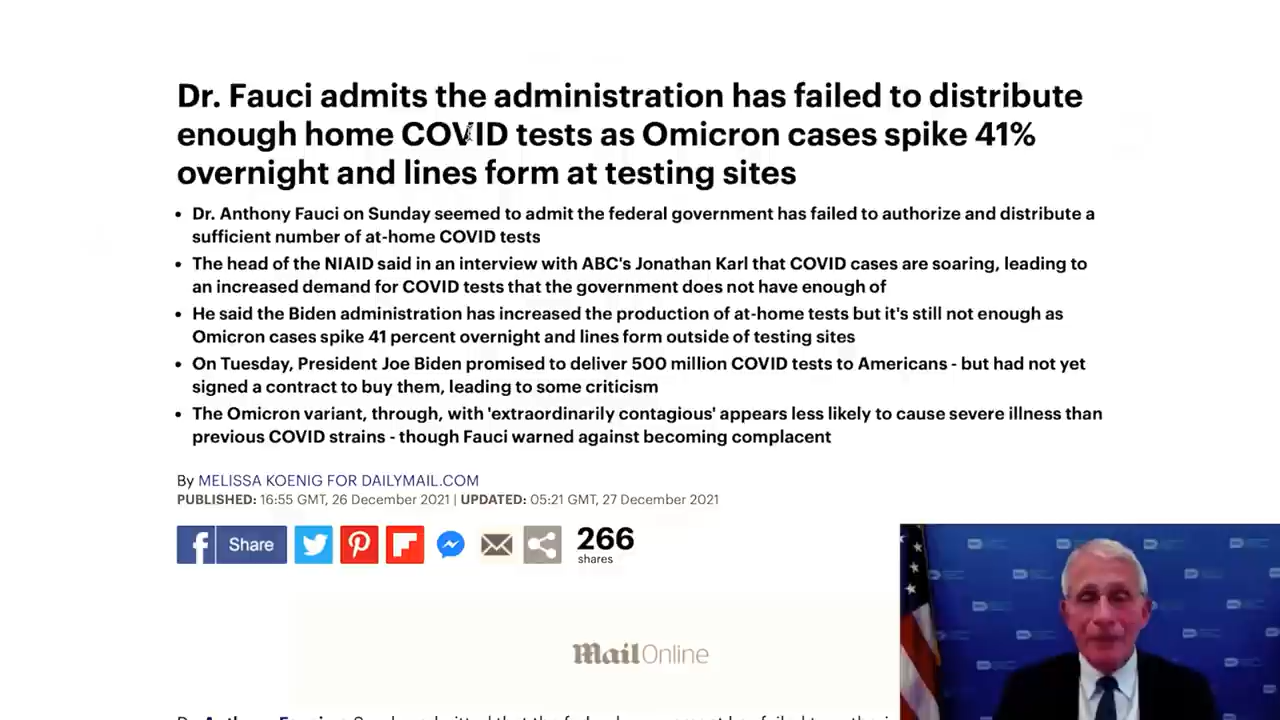 Dr. Fauci admits the administration has failed to distribute
enough home COVID tests as Omicron cases spike 41%
overnight and lines form at testing sites
• Dr. Anthony Fauci on Sunday seemed to admit the federal government has failed to authorize and distribute a
sufficient number of at-home COVID tests
• The head of the NIAID said in an interview with ABC's Jonathan Karl that COVID cases are soaring, leading to
an increased demand for COVID tests that the government does not have enough of
• He said the Biden administration has increased the production of at-home tests but it's still not enough as
Omicron cases spike 41 percent overnight and lines form outside of testing sites
• On Tuesday, President Joe Biden promised to deliver 500 million COVID tests to Americans - but had not yet
signed a contract to buy them, leading to some criticism
• The Omicron variant, through, with 'extraordinarily contagious' appears less likely to cause severe illness than
previous COVID strains - though Fauci warned against becoming complacent
By MELISSA KOENIG FOR DAILYMAIL.COM
PUBLISHED: 16:55 GMT, 26 December 2021 | UPDATED: 05:21 GMT, 27 December 2021
Share
266
shares
Mail Online